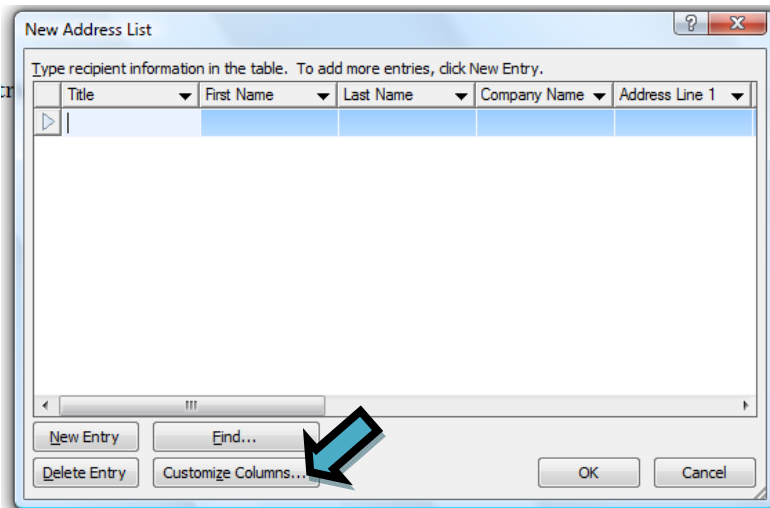 New Address List
Type recipient information in the table. To add more entries, click New Entry.
Title First Name Last Name Company Name Address Line 1
New Entry Find...
Delete Entry Customize Columns... OK Cancel